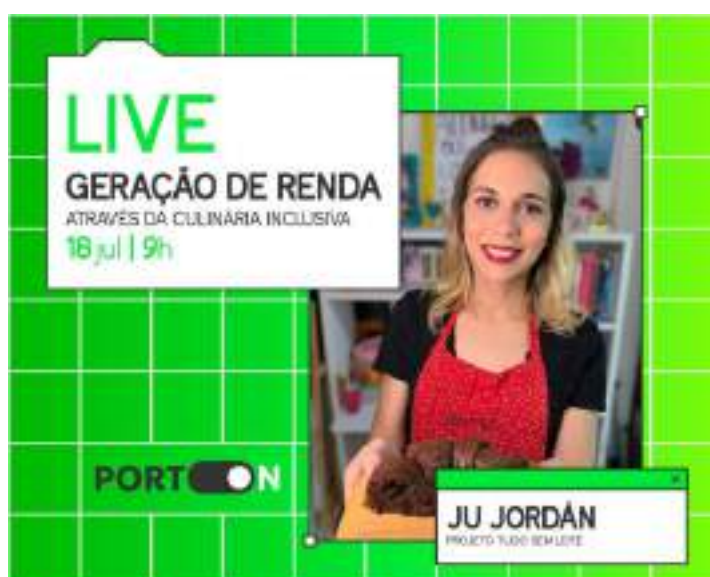 LIVE
GERAÇÃO DE RENDA
ATRAVÉS DA CULINÁRIA INCLUSIVA
18 jul | 9h
PORTON
JU JORDÁN
PROJETO TUDO SEM LEITE